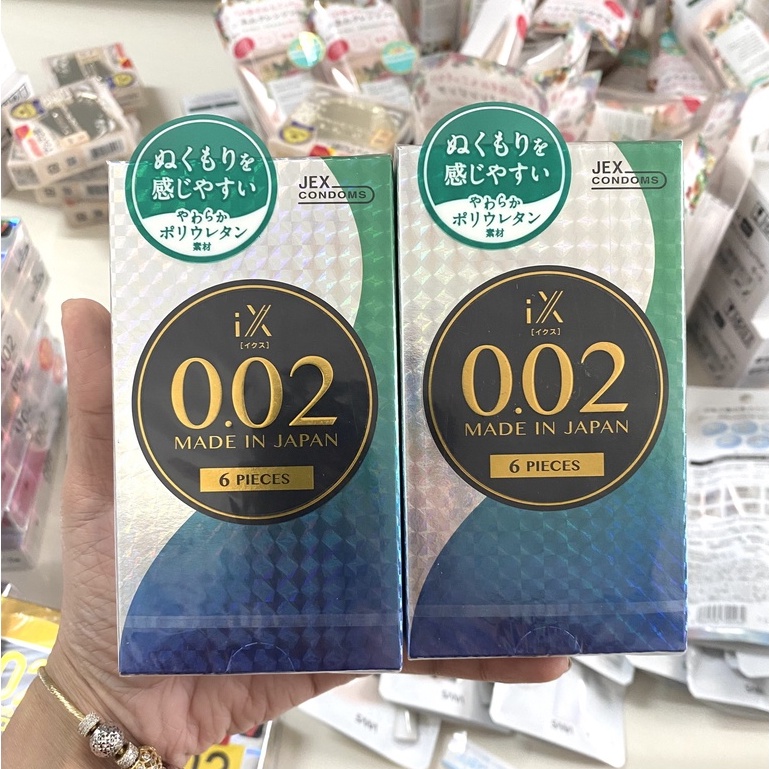 ぬくもりを
感じやすい
やわらか
ポリウレタン
素材
JEX
CONDOMS
iX
[イクス]
0.02
MADE IN JAPAN
6 PIECES
ぬくもりを
感じやすい
やわらか
ポリウレタン
素材
JEX
CONDOMS
iX
[イクス]
0.02
MADE IN JAPAN
6 PIECES